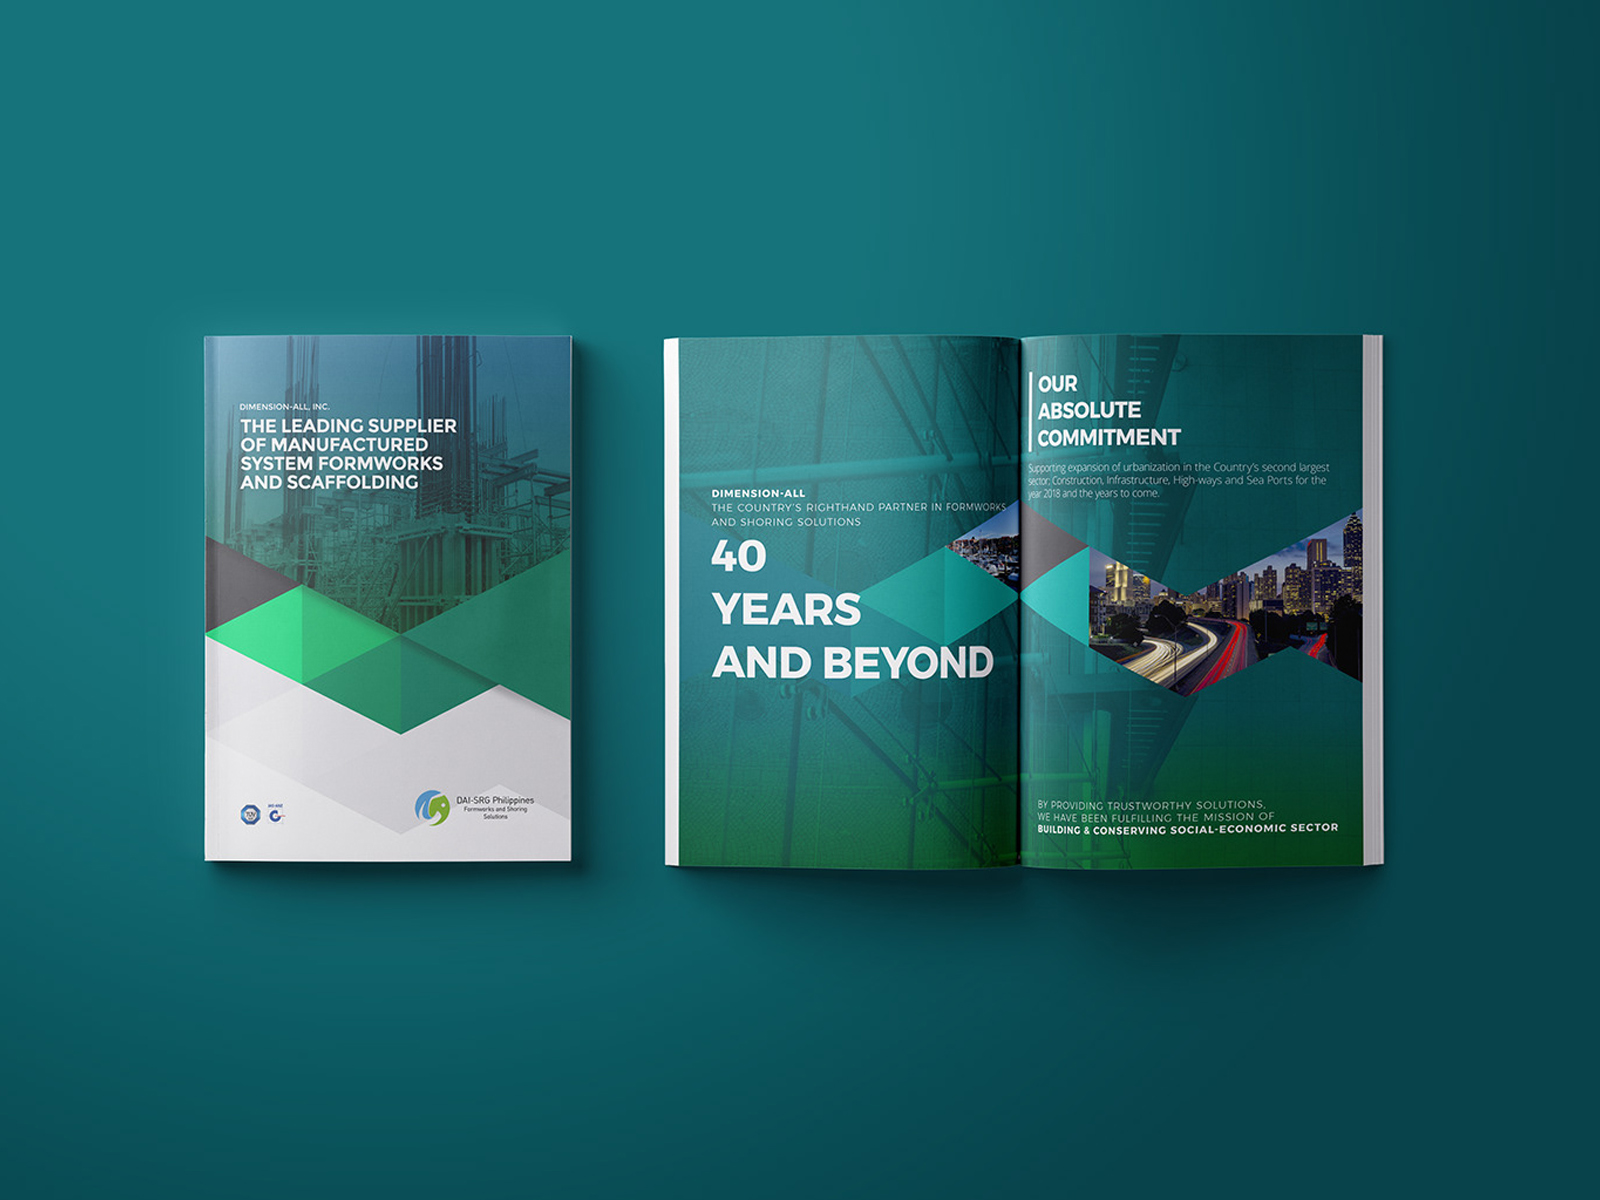 DIMENSION-ALL, INC.
THE LEADING SUPPLIER
OF MANUFACTURED
SYSTEM FORMWORKS
AND SCAFFOLDING
DAI-SRG Philippines
Formworks and Shoring
Solutions
DIMENSION-ALL
THE COUNTRY'S RIGHTHAND PARTNER IN FORMWORKS
AND SHORING SOLUTIONS
40
YEARS
AND BEYOND
OUR
ABSOLUTE
COMMITMENT
Supporting expansion of urbanization in the Country's second largest
sector; Construction, Infrastructure, High-ways and Sea Ports for the
year 2018 and the years to come.
BY PROVIDING TRUSTWORTHY SOLUTIONS,
WE HAVE BEEN FULFILLING THE MISSION OF
BUILDING & CONSERVING SOCIAL-ECONOMIC SECTOR